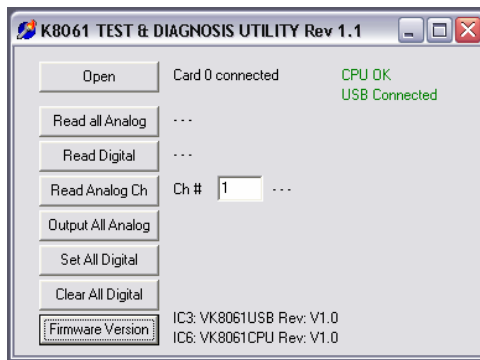 K8061 TEST & DIAGNOSIS UTILITY Rev 1.1
Open Card 0 connected CPU OK
USB Connected
Read all Analog ---
Read Digital ---
Read Analog Ch Ch # 1 ---
Output All Analog
Set All Digital
Clear All Digital
Firmware Version IC3: VK8061USB Rev: V1.0
IC6: VK8061CPU Rev: V1.0